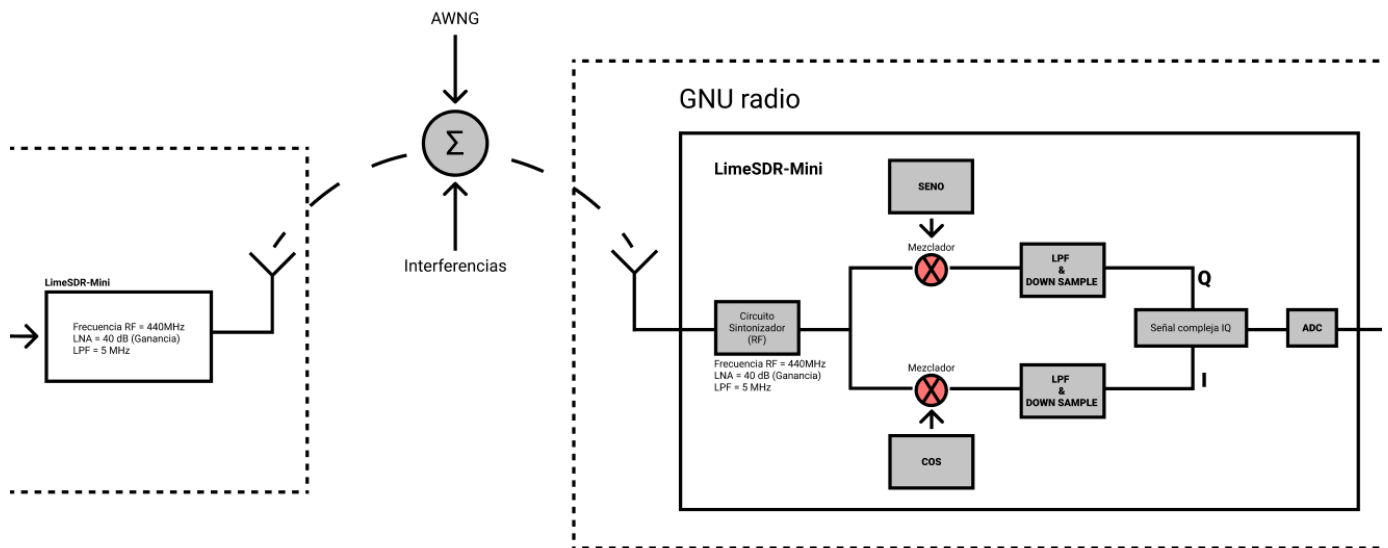 AWNG
Σ
Interferencias
LimeSDR-Mini
Frecuencia RF = 440MHz
LNA = 40 dB (Ganancia)
LPF = 5 MHz
GNU radio
LimeSDR-Mini
SENO
Mezclador
X
LPF
&
DOWN SAMPLE
Q
Circuito
Sintonizador
(RF)
Frecuencia RF = 440MHz
LNA = 40 dB (Ganancia)
LPF = 5 MHz
Señal compleja IQ
ADC
Mezclador
X
LPF
&
DOWN SAMPLE
I
COS